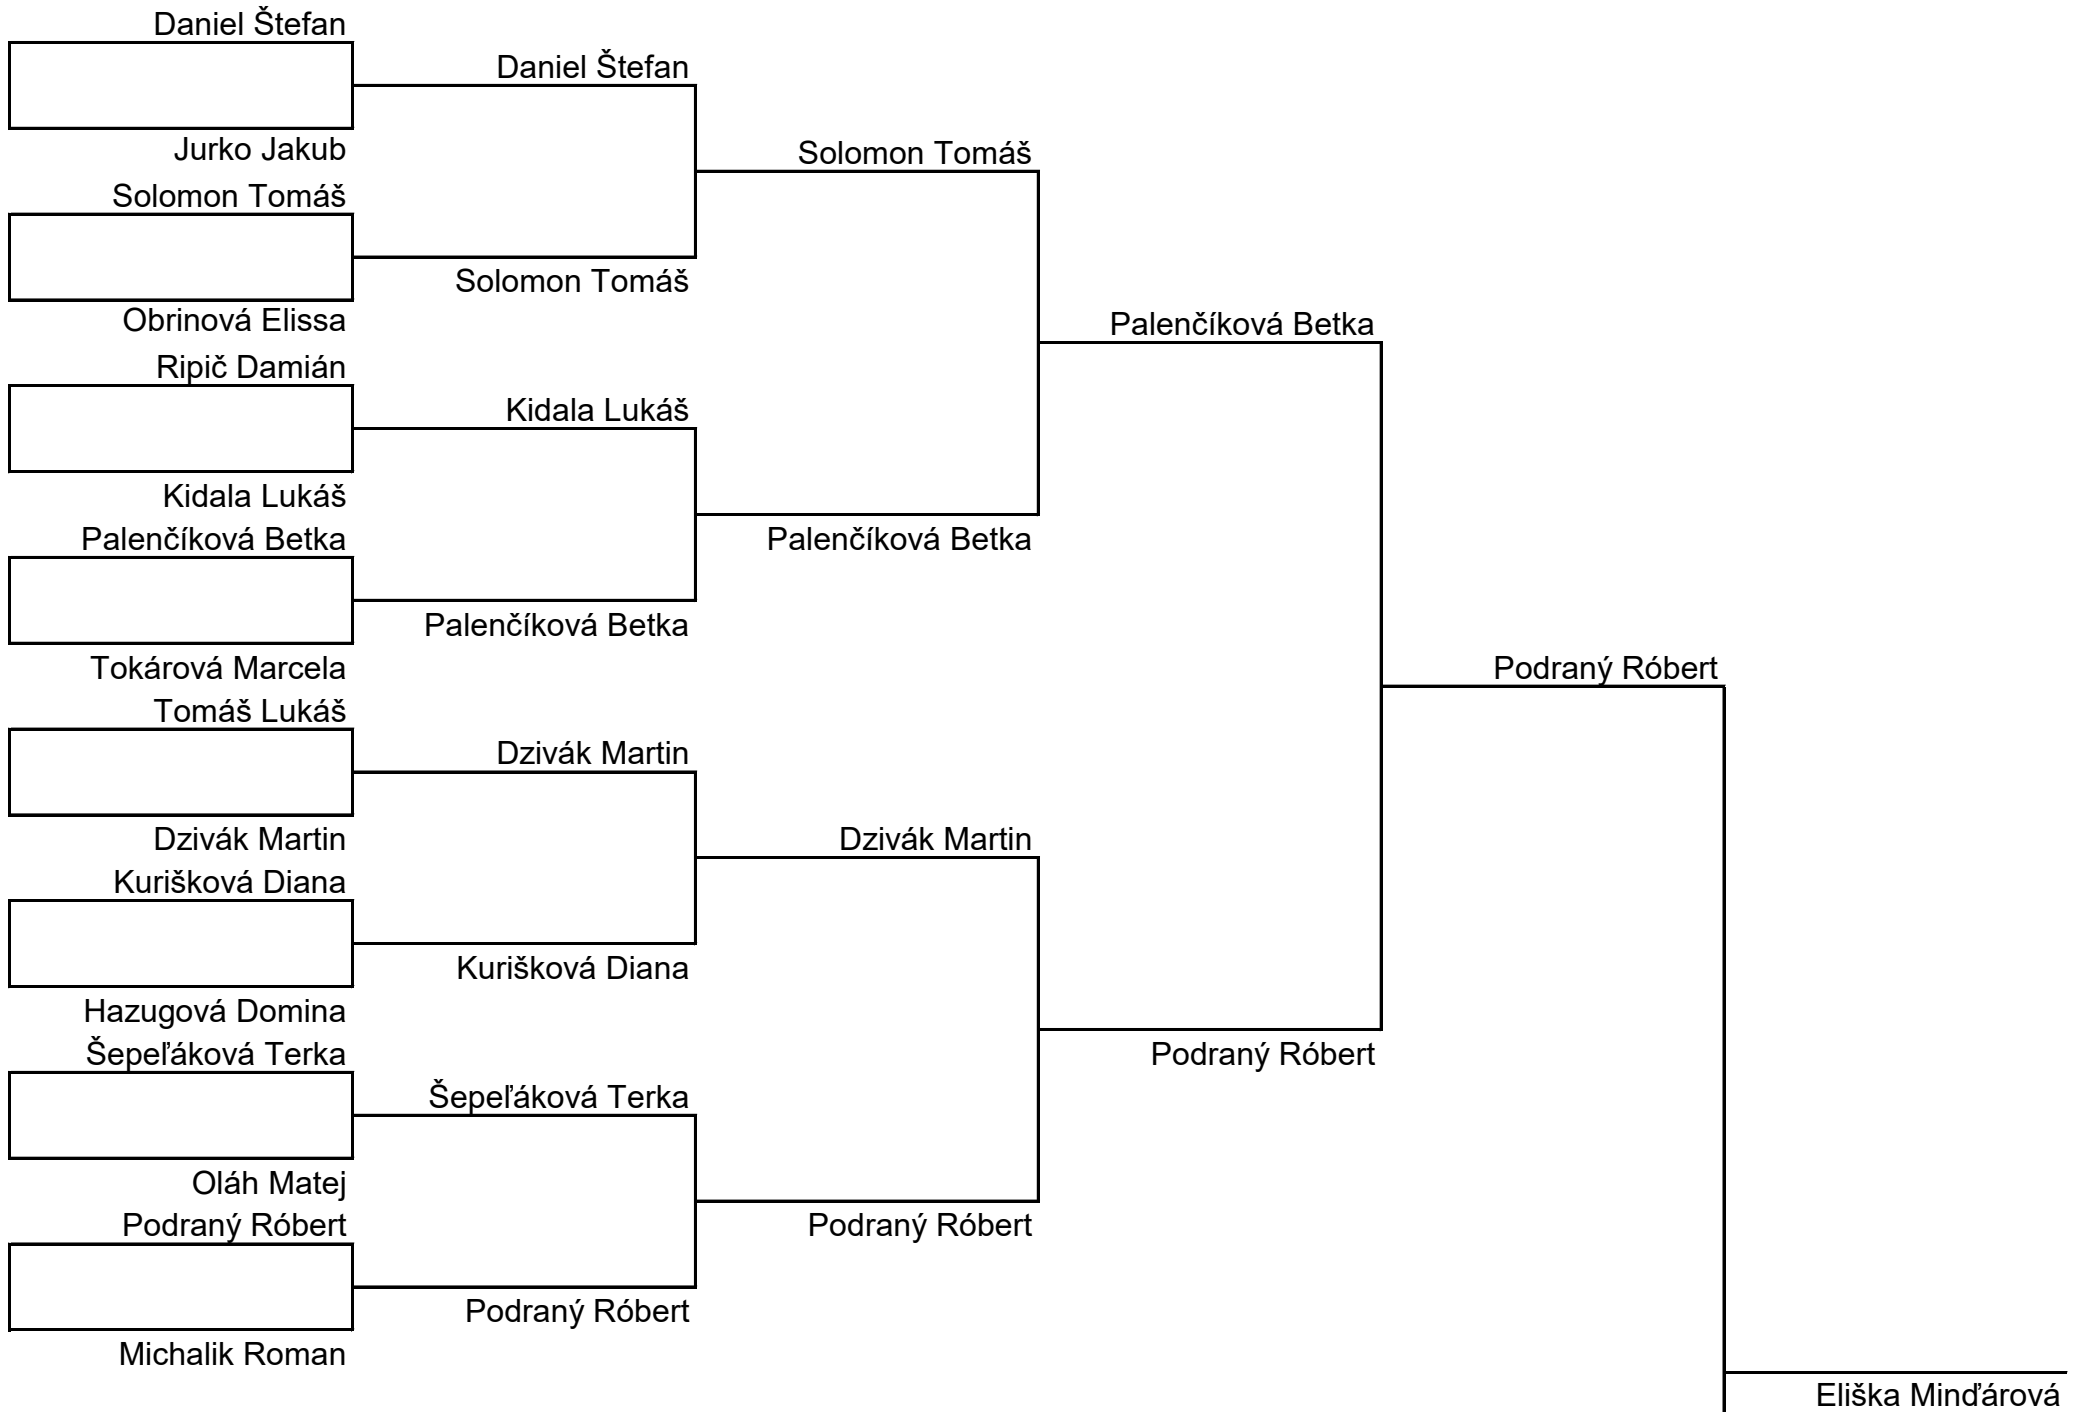 Daniel Štefan
Daniel Štefan
Jurko Jakub
Solomon Tomáš
Solomon Tomáš
Solomon Tomáš
Obrinová Elissa
Palenčíková Betka
Ripič Damián
Kidala Lukáš
Kidala Lukáš
Palenčíková Betka
Palenčíková Betka
Palenčíková Betka
Tokárová Marcela
Podraný Róbert
Tomáš Lukáš
Dzivák Martin
Dzivák Martin
Dzivák Martin
Kurišková Diana
Kurišková Diana
Hazugová Domina
Šepeľáková Terka
Podraný Róbert
Šepeľáková Terka
Oláh Matej
Podraný Róbert
Podraný Róbert
Podraný Róbert
Michalik Roman
Eliška Minďárová